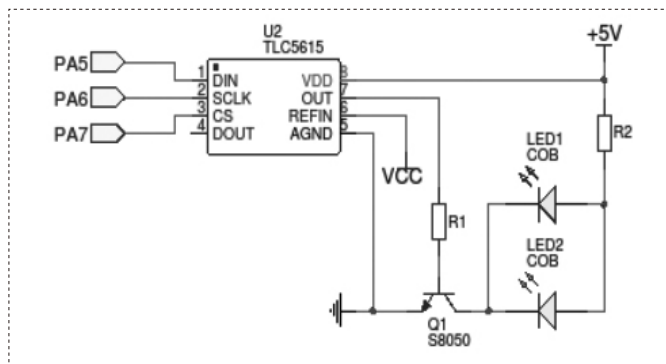 U2
TLC5615
+5V
PA5
PA6
PA7
1 DIN VDD 8
2 SCLK OUT 7
3 CS REFIN 6
4 DOUT AGND 5
VCC
R1
R2
LED1
COB
LED2
COB
Q1
S8050